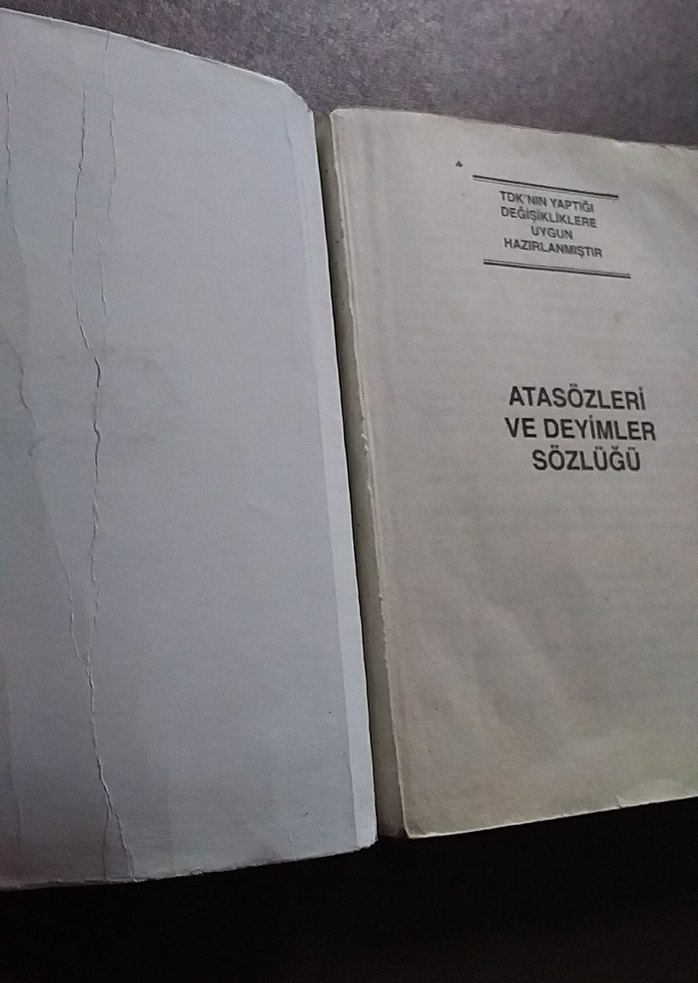 TDK'NIN YAPTIĞI
DEĞİŞİKLİKLERE
UYGUN
HAZIRLANMIŞTIR
ATASÖZLERİ
VE DEYİMLER
SÖZLÜĞÜ